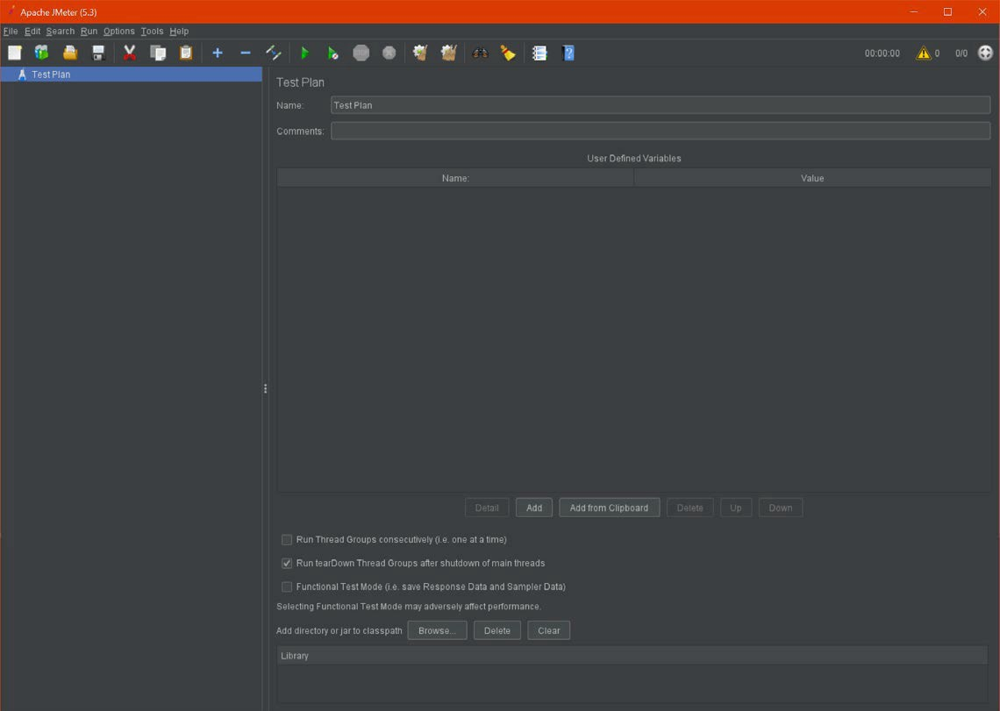 Apache JMeter (5.3)
File Edit Search Run Options Tools Help
00:00:00 0 0/0
Test Plan
Test Plan
Name: Test Plan
Comments:
User Defined Variables
Name: Value
Detail Add Add from Clipboard Delete Up Down
Run Thread Groups consecutively (i.e. one at a time)
Run tearDown Thread Groups after shutdown of main threads
Functional Test Mode (i.e. save Response Data and Sampler Data)
Selecting Functional Test Mode may adversely affect performance.
Add directory or jar to classpath Browse... Delete Clear
Library